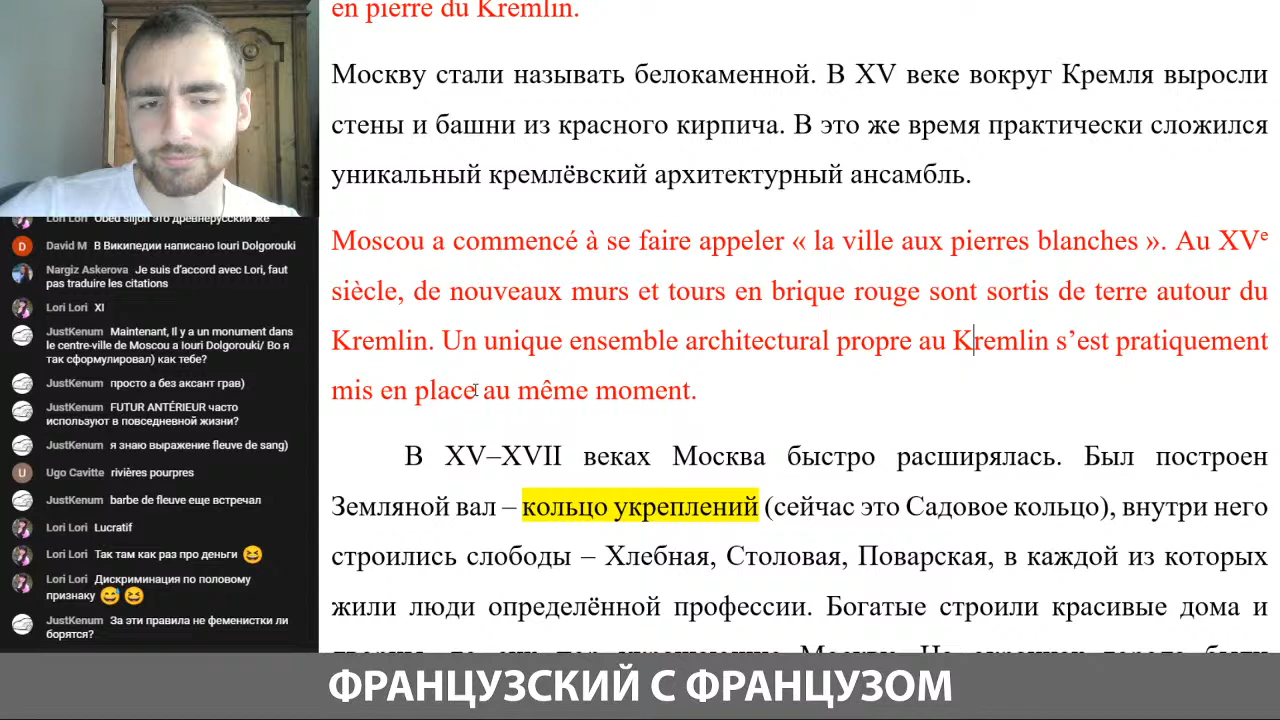 en pierre du Kremlin.
Москву стали называть белокаменной. В XV веке вокруг Кремля выросли
стены и башни из красного кирпича. В это же время практически сложился
уникальный кремлёвский архитектурный ансамбль.
Moscou a commencé à se faire appeler « la ville aux pierres blanches ». Au XVe
siècle, de nouveaux murs et tours en brique rouge sont sortis de terre autour du
Kremlin. Un unique ensemble architectural propre au Kremlin s’est pratiquement
mis en place au même moment.
В XV–XVII веках Москва быстро расширялась. Был построен
Земляной вал – кольцо укреплений (сейчас это Садовое кольцо), внутри него
строились слободы – Хлебная, Столовая, Поварская, в каждой из которых
жили люди определённой профессии. Богатые строили красивые дома и
Lori Lori Obed siljon это древнерусский же
D David M В Википедии написано Iouri Dolgorouki
Nargiz Askerova Je suis d'accord avec Lori, faut
pas traduire les citations
Lori Lori XI
JustKenum Maintenant, Il y a un monument dans
le centre-ville de Moscou a Iouri Dolgorouki/ Во я
так сформулировал) как тебе?
JustKenum просто а без аксант грав)
JustKenum FUTUR ANTÉRIEUR часто
используют в повседневной жизни?
JustKenum я знаю выражение fleuve de sang)
U Ugo Cavitte rivières pourpres
JustKenum barbe de fleuve еще встречал
Lori Lori Lucratif
Lori Lori Так там как раз про деньги 😆
Lori Lori Дискриминация по половому
признаку 😅😆
JustKenum За эти правила не феменистки ли
борятся?
ФРАНЦУЗСКИЙ С ФРАНЦУЗОМ